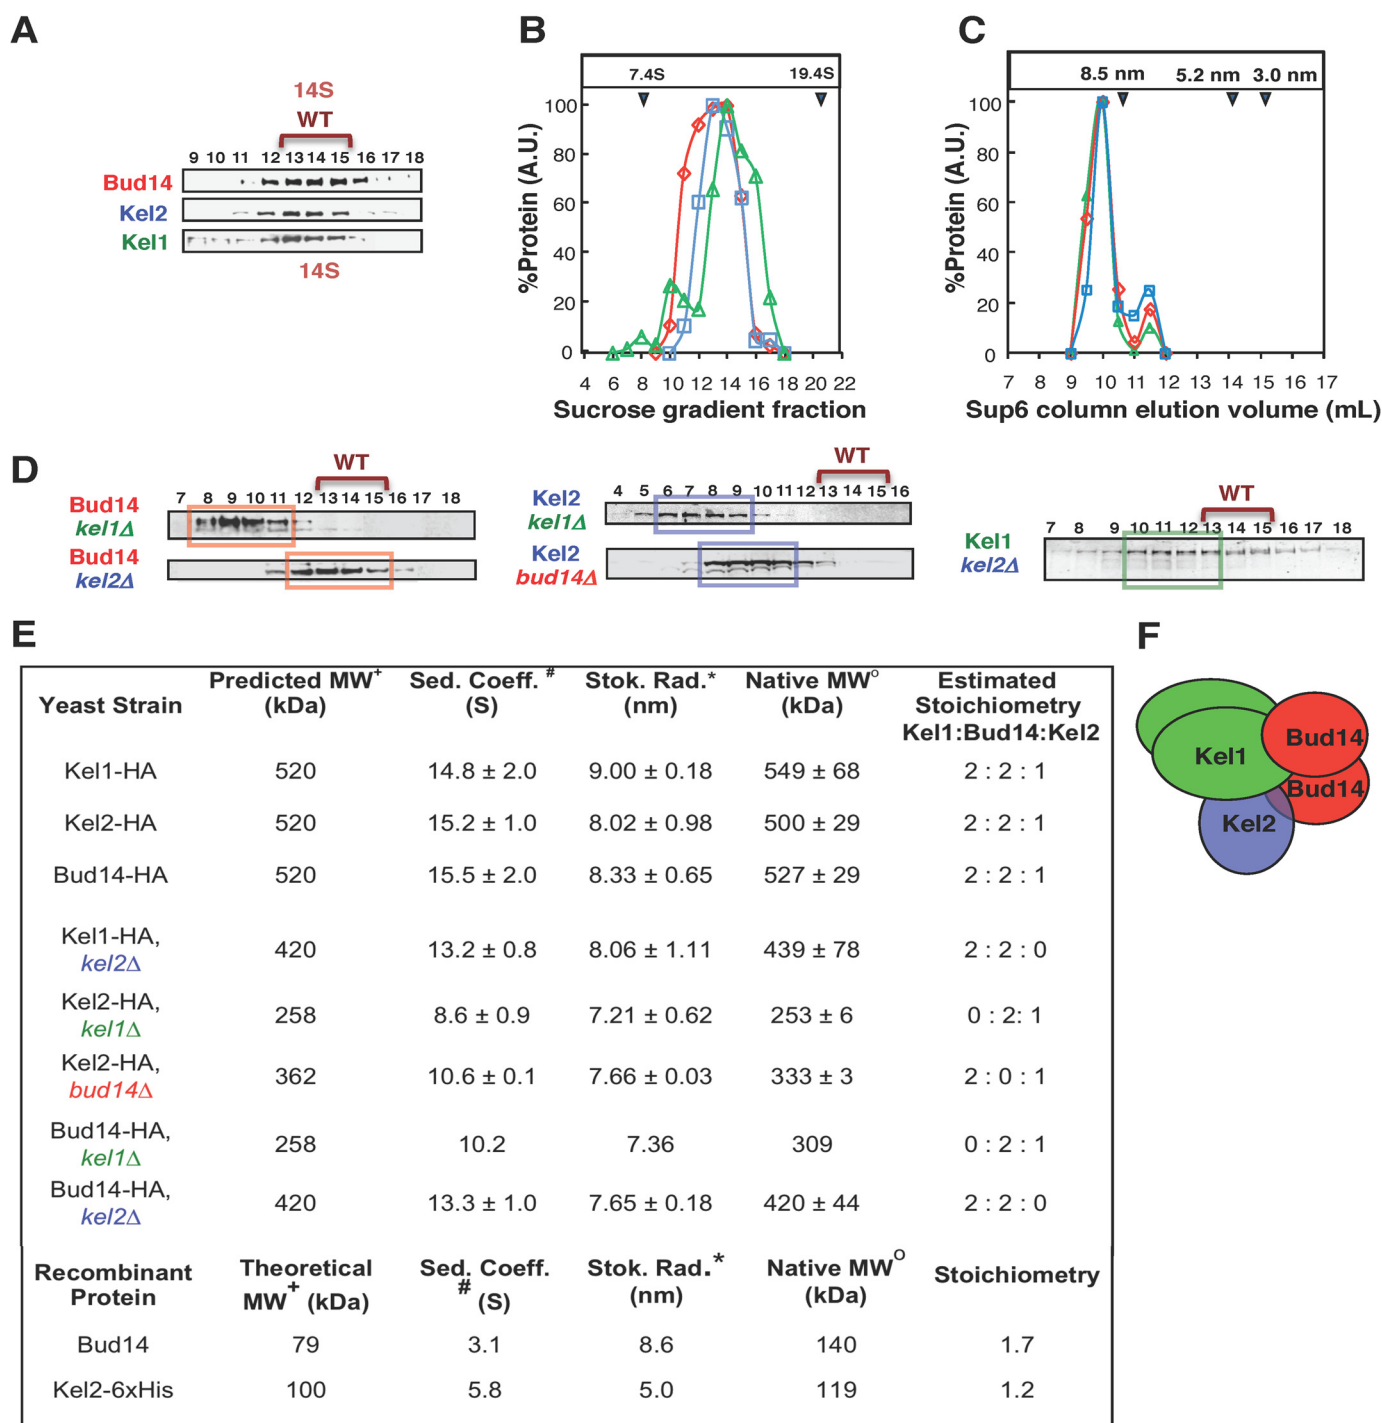 A
14S
WT
9 10 11 12 13 14 15 16 17 18
Bud14
Kel2
Kel1
14S
B
7.4S 19.4S
%Protein (A.U.)
100
80
60
40
20
0
4 6 8 10 12 14 16 18 20 22
Sucrose gradient fraction
C
8.5 nm 5.2 nm 3.0 nm
%Protein (A.U.)
100
80
60
40
20
0
7 8 9 10 11 12 13 14 15 16 17
Sup6 column elution volume (mL)
D
WT
7 8 9 10 11 12 13 14 15 16 17 18
Bud14
kel1Δ
Bud14
kel2Δ
WT
4 5 6 7 8 9 10 11 12 13 14 15 16
Kel2
kel1Δ
Kel2
bud14Δ
WT
7 8 9 10 11 12 13 14 15 16 17 18
Kel1
kel2Δ
E
Yeast Strain Predicted MW+ (kDa) Sed. Coeff. # (S) Stok. Rad.* (nm) Native MWo (kDa) Estimated Stoichiometry Kel1:Bud14:Kel2
Kel1-HA 520 14.8 ± 2.0 9.00 ± 0.18 549 ± 68 2 : 2 : 1
Kel2-HA 520 15.2 ± 1.0 8.02 ± 0.98 500 ± 29 2 : 2 : 1
Bud14-HA 520 15.5 ± 2.0 8.33 ± 0.65 527 ± 29 2 : 2 : 1
Kel1-HA, kel2Δ 420 13.2 ± 0.8 8.06 ± 1.11 439 ± 78 2 : 2 : 0
Kel2-HA, kel1Δ 258 8.6 ± 0.9 7.21 ± 0.62 253 ± 6 0 : 2: 1
Kel2-HA, bud14Δ 362 10.6 ± 0.1 7.66 ± 0.03 333 ± 3 2 : 0 : 1
Bud14-HA, kel1Δ 258 10.2 7.36 309 0 : 2 : 1
Bud14-HA, kel2Δ 420 13.3 ± 1.0 7.65 ± 0.18 420 ± 44 2 : 2 : 0
Recombinant Protein Theoretical MW+ (kDa) Sed. Coeff. # (S) Stok. Rad.* (nm) Native MWO (kDa) Stoichiometry
Bud14 79 3.1 8.6 140 1.7
Kel2-6xHis 100 5.8 5.0 119 1.2
F
Kel1
Bud14
Bud14
Kel2